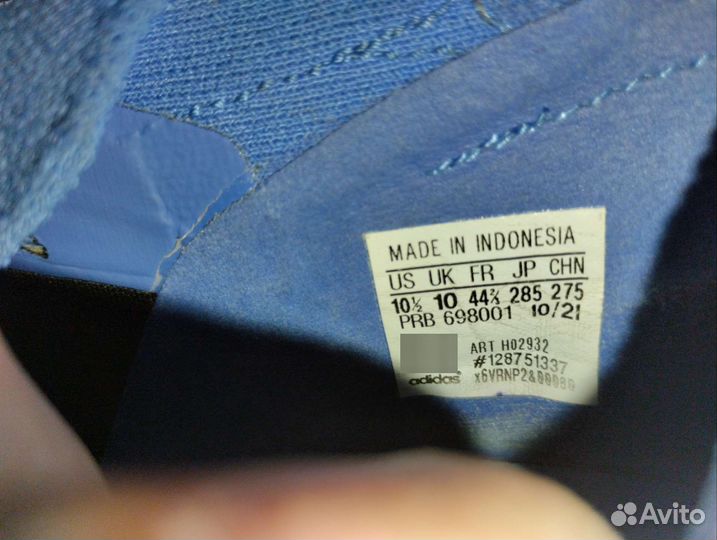 MADE IN INDONESIA
US UK FR JP CHN
10½ 10 44⅔ 285 275
PRB 698001 10/21
ART H02932
#128751337
adidas
Avito